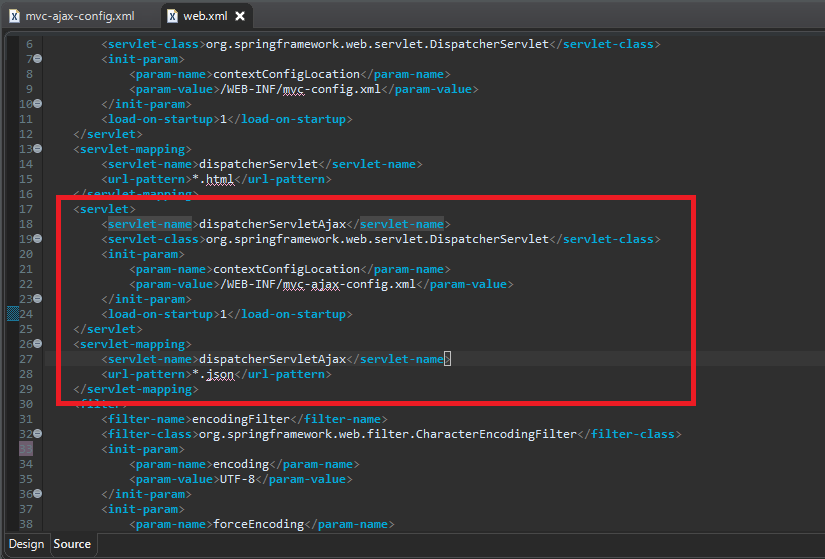 mvc-ajax-config.xml web.xml
6 <servlet-class>org.springframework.web.servlet.DispatcherServlet</servlet-class>
7 <init-param>
8 <param-name>contextConfigLocation</param-name>
9 <param-value>/WEB-INF/mvc-config.xml</param-value>
10 </init-param>
11 <load-on-startup>1</load-on-startup>
12 </servlet>
13 <servlet-mapping>
14 <servlet-name>dispatcherServlet</servlet-name>
15 <url-pattern>*.html</url-pattern>
16 </servlet-mapping>
17 <servlet>
18 <servlet-name>dispatcherServletAjax</servlet-name>
19 <servlet-class>org.springframework.web.servlet.DispatcherServlet</servlet-class>
20 <init-param>
21 <param-name>contextConfigLocation</param-name>
22 <param-value>/WEB-INF/mvc-ajax-config.xml</param-value>
23 </init-param>
24 <load-on-startup>1</load-on-startup>
25 </servlet>
26 <servlet-mapping>
27 <servlet-name>dispatcherServletAjax</servlet-name>
28 <url-pattern>*.json</url-pattern>
29 </servlet-mapping>
30 <filter>
31 <filter-name>encodingFilter</filter-name>
32 <filter-class>org.springframework.web.filter.CharacterEncodingFilter</filter-class>
33 <init-param>
34 <param-name>encoding</param-name>
35 <param-value>UTF-8</param-value>
36 </init-param>
37 <init-param>
38 <param-name>forceEncoding</param-name>
Design Source